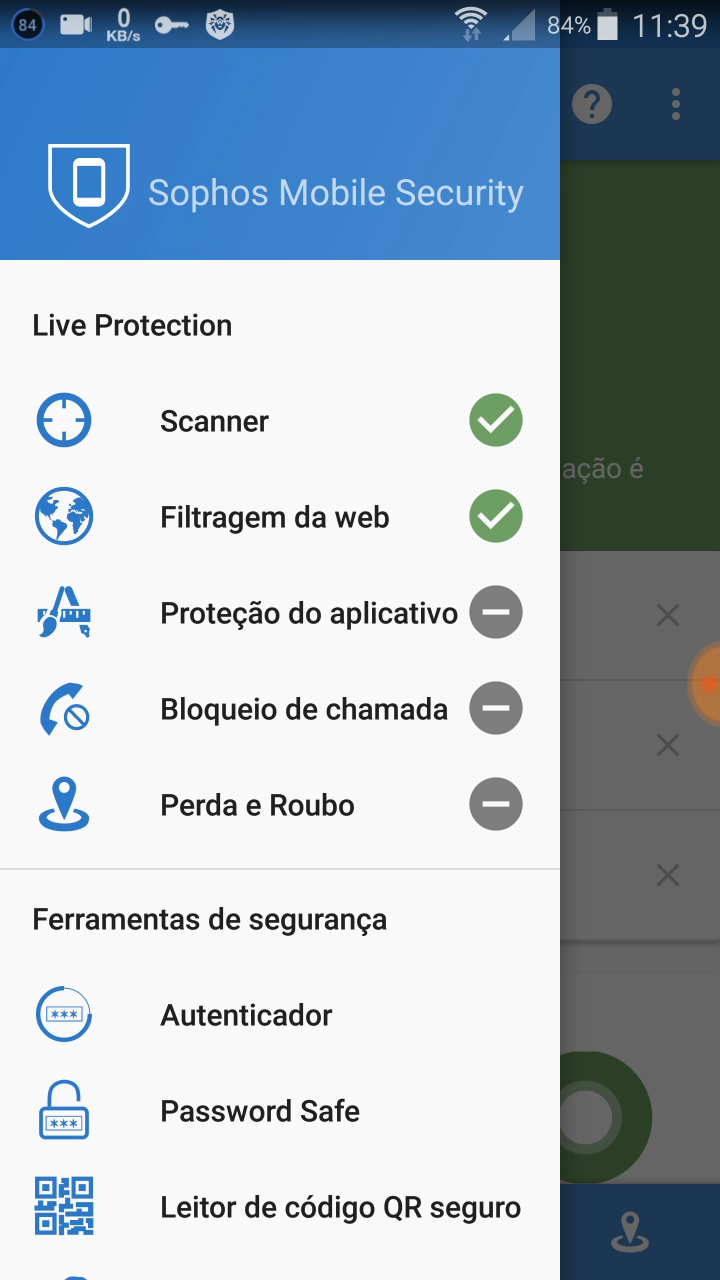 84
0
KB/s
84%
11:39
Sophos Mobile Security
?
ação é
Live Protection
Scanner
Filtragem da web
Proteção do aplicativo
Bloqueio de chamada
Perda e Roubo
Ferramentas de segurança
Autenticador
***
Password Safe
***
Leitor de código QR seguro